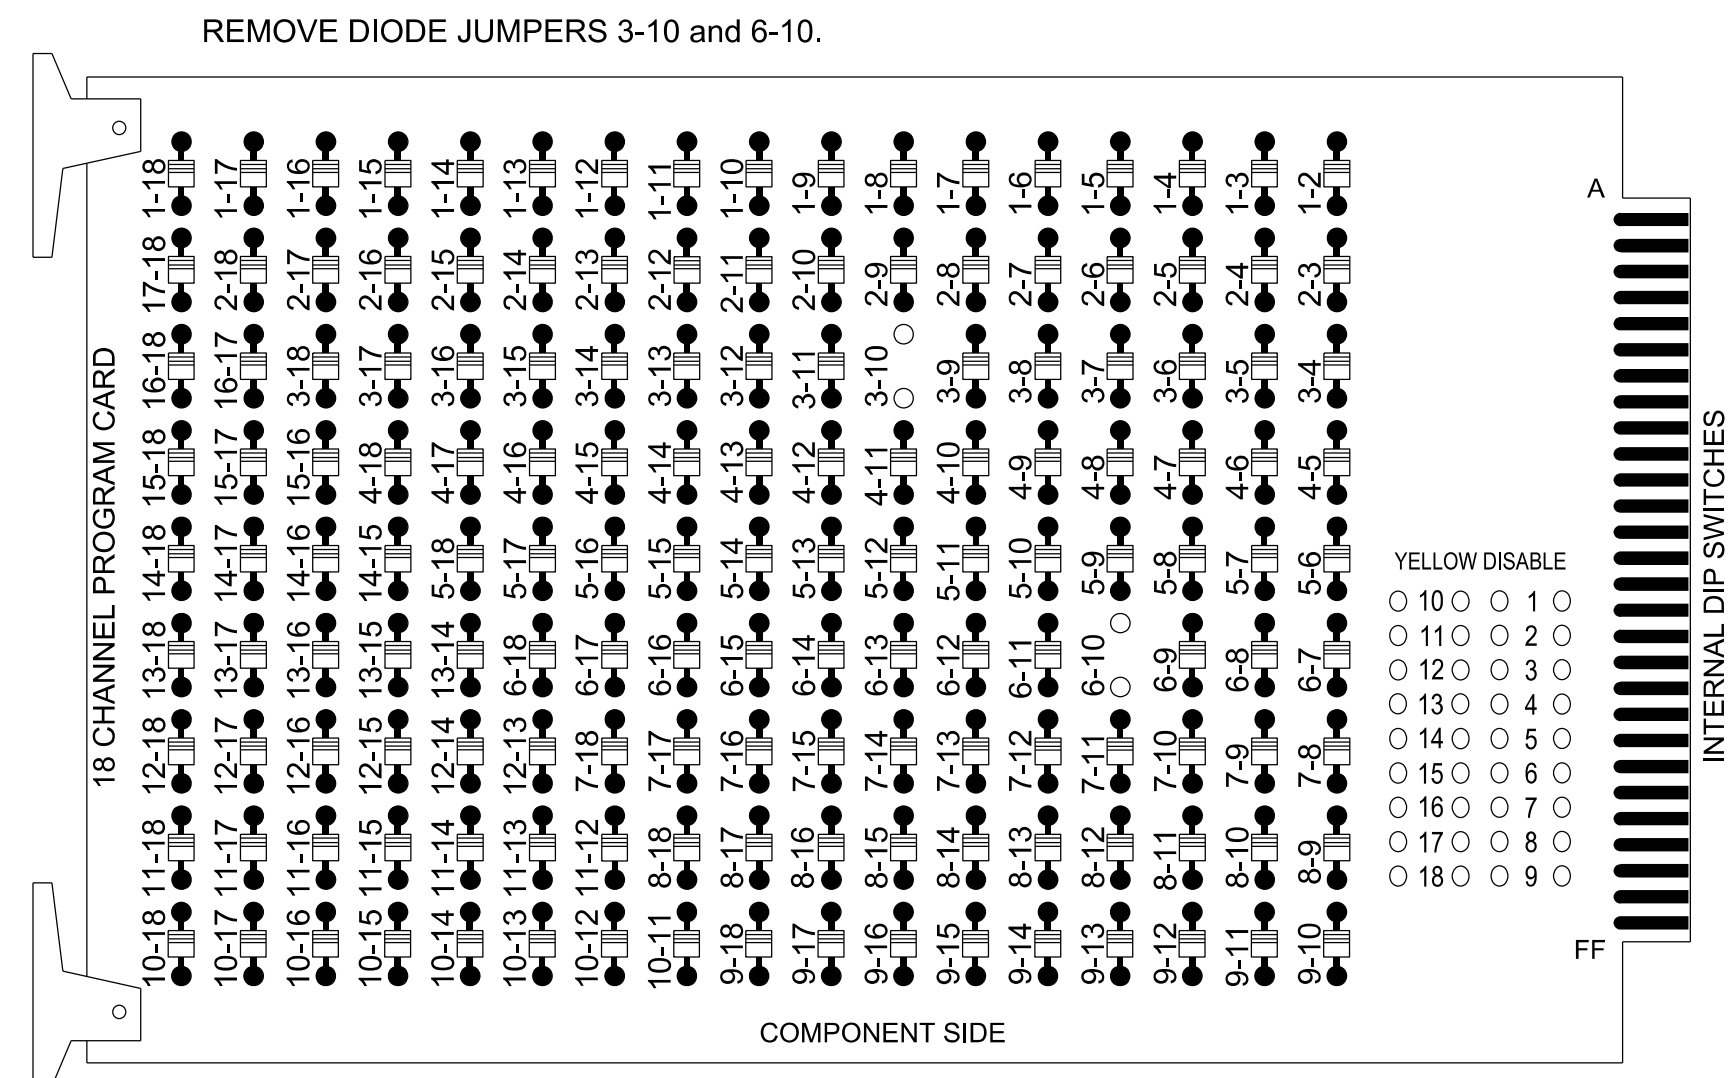 REMOVE DIODE JUMPERS 3-10 and 6-10.
1-18 1-17 1-16 1-15 1-14 1-13 1-12 1-11 1-10 1-9 1-8 1-7 1-6 1-5 1-4 1-3 1-2
A
17-18 2-18 2-17 2-16 2-15 2-14 2-13 2-12 2-11 2-10 2-9 2-8 2-7 2-6 2-5 2-4 2-3
16-18 16-17 3-18 3-17 3-16 3-15 3-14 3-13 3-12 3-11 3-10 3-9 3-8 3-7 3-6 3-5 3-4
15-18 15-17 15-16 4-18 4-17 4-16 4-15 4-14 4-13 4-12 4-11 4-10 4-9 4-8 4-7 4-6 4-5
14-18 14-17 14-16 14-15 5-18 5-17 5-16 5-15 5-14 5-13 5-12 5-11 5-10 5-9 5-8 5-7 5-6
13-18 13-17 13-16 13-15 13-14 6-18 6-17 6-16 6-15 6-14 6-13 6-12 6-11 6-10 6-9 6-8 6-7
12-18 12-17 12-16 12-15 12-14 12-13 7-18 7-17 7-16 7-15 7-14 7-13 7-12 7-11 7-10 7-9 7-8
11-18 11-17 11-16 11-15 11-14 11-13 11-12 8-18 8-17 8-16 8-15 8-14 8-13 8-12 8-11 8-10 8-9
10-18 10-17 10-16 10-15 10-14 10-13 10-12 10-11 9-18 9-17 9-16 9-15 9-14 9-13 9-12 9-11 9-10
18 CHANNEL PROGRAM CARD
YELLOW DISABLE
10 1
11 2
12 3
13 4
14 5
15 6
16 7
17 8
18 9
FF
COMPONENT SIDE
INTERNAL DIP SWITCHES